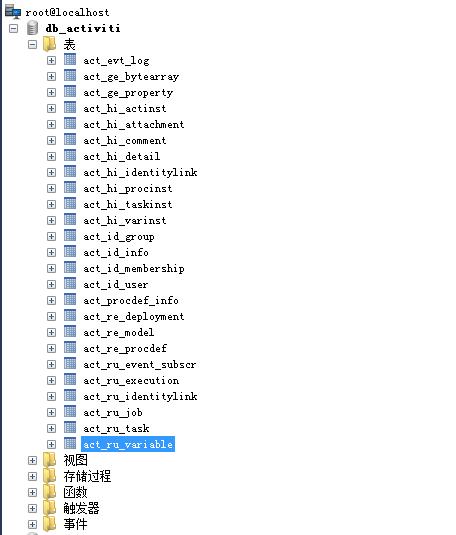 root@localhost
db_activiti
表
act_evt_log
act_ge_bytearray
act_ge_property
act_hi_actinst
act_hi_attachment
act_hi_comment
act_hi_detail
act_hi_identitylink
act_hi_procinst
act_hi_taskinst
act_hi_varinst
act_id_group
act_id_info
act_id_membership
act_id_user
act_procdef_info
act_re_deployment
act_re_model
act_re_procdef
act_ru_event_subscr
act_ru_execution
act_ru_identitylink
act_ru_job
act_ru_task
act_ru_variable
视图
存储过程
函数
触发器
事件